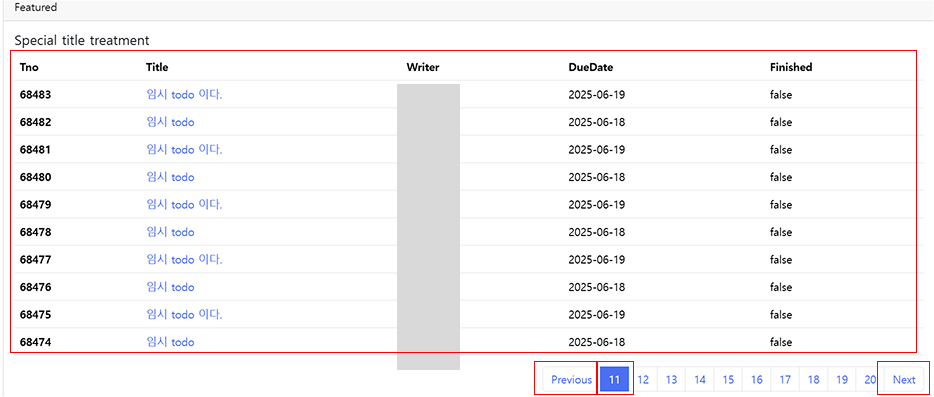 Featured
Special title treatment
Tno Title Writer DueDate Finished
68483 임시 todo 이다. 2025-06-19 false
68482 임시 todo 2025-06-18 false
68481 임시 todo 이다. 2025-06-19 false
68480 임시 todo 2025-06-18 false
68479 임시 todo 이다. 2025-06-19 false
68478 임시 todo 2025-06-18 false
68477 임시 todo 이다. 2025-06-19 false
68476 임시 todo 2025-06-18 false
68475 임시 todo 이다. 2025-06-19 false
68474 임시 todo 2025-06-18 false
Previous 11 12 13 14 15 16 17 18 19 20 Next